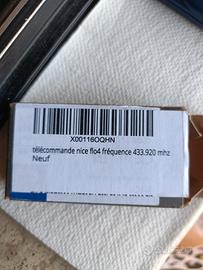 X00116OQHN
télécommande nice flo4 fréquence 433.920 mhz
Neuf